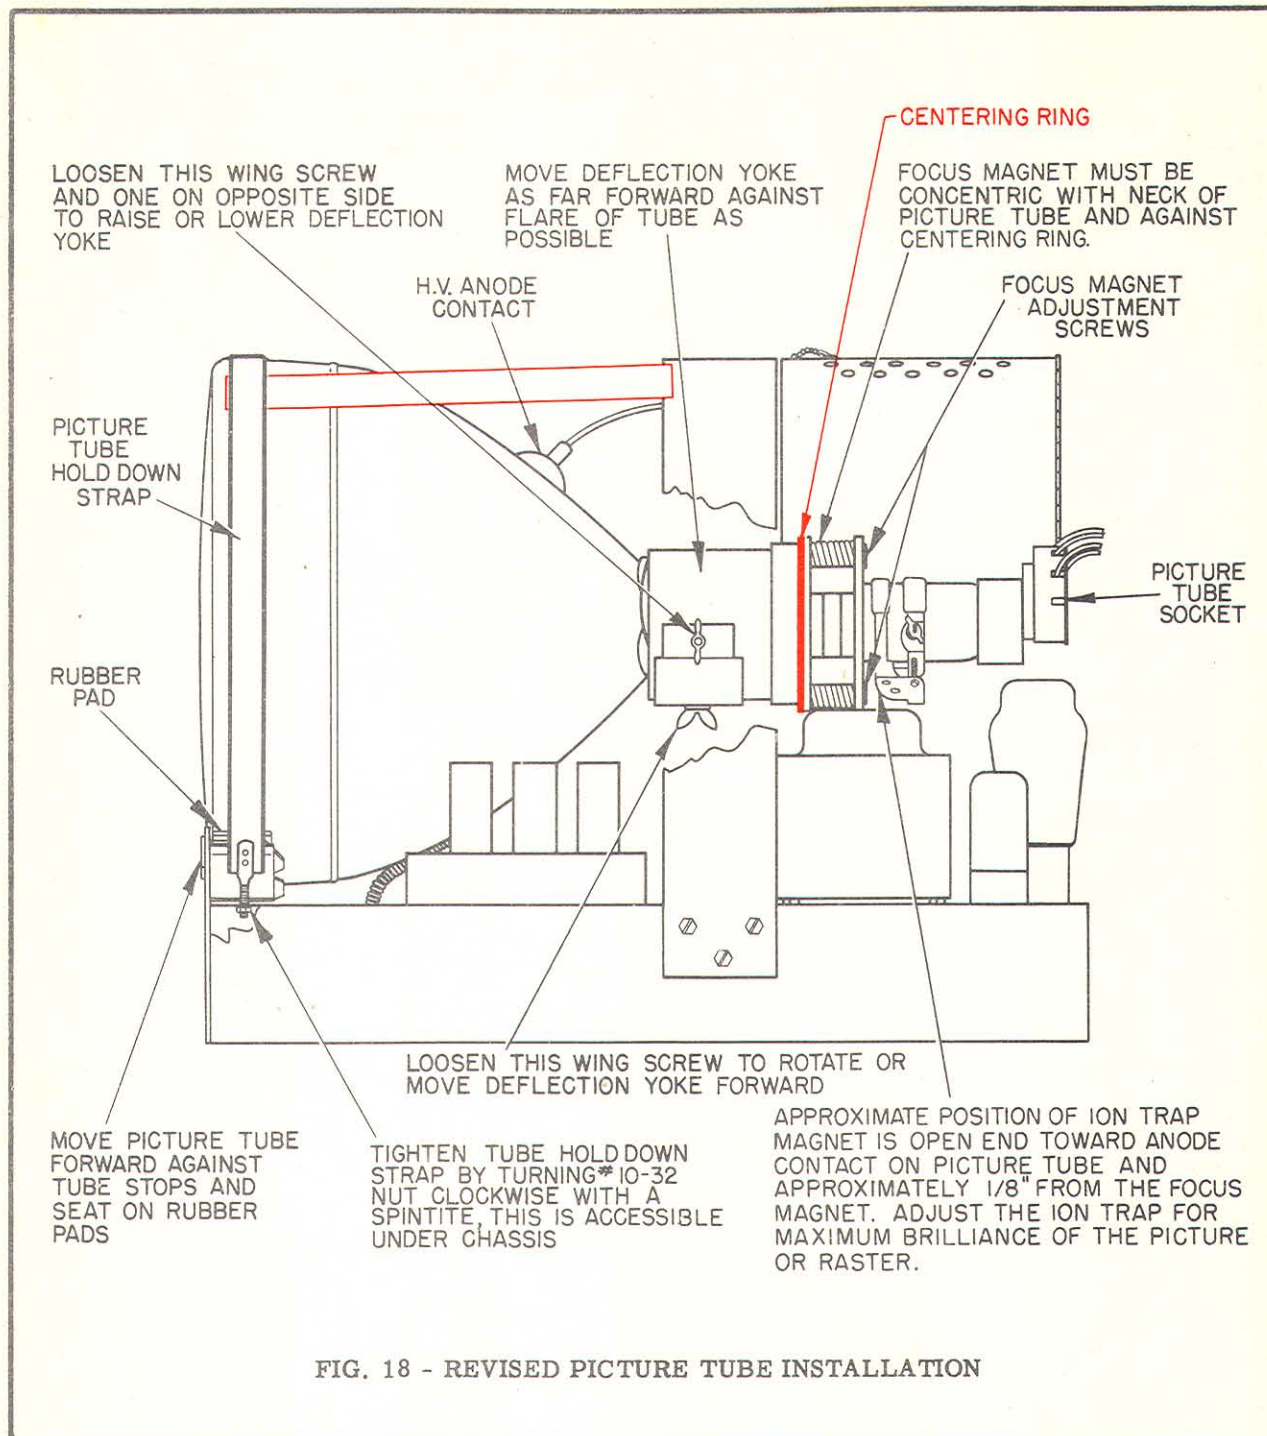 CENTERING RING
LOOSEN THIS WING SCREW
AND ONE ON OPPOSITE SIDE
TO RAISE OR LOWER DEFLECTION
YOKE
MOVE DEFLECTION YOKE
AS FAR FORWARD AGAINST
FLARE OF TUBE AS
POSSIBLE
FOCUS MAGNET MUST BE
CONCENTRIC WITH NECK OF
PICTURE TUBE AND AGAINST
CENTERING RING.
H.V. ANODE
CONTACT
FOCUS MAGNET
ADJUSTMENT
SCREWS
PICTURE
TUBE
HOLD DOWN
STRAP
PICTURE
TUBE
SOCKET
RUBBER
PAD
LOOSEN THIS WING SCREW TO ROTATE OR
MOVE DEFLECTION YOKE FORWARD
MOVE PICTURE TUBE
FORWARD AGAINST
TUBE STOPS AND
SEAT ON RUBBER
PADS
TIGHTEN TUBE HOLD DOWN
STRAP BY TURNING #10-32
NUT CLOCKWISE WITH A
SPINTITE, THIS IS ACCESSIBLE
UNDER CHASSIS
APPROXIMATE POSITION OF ION TRAP
MAGNET IS OPEN END TOWARD ANODE
CONTACT ON PICTURE TUBE AND
APPROXIMATELY 1/8" FROM THE FOCUS
MAGNET. ADJUST THE ION TRAP FOR
MAXIMUM BRILLIANCE OF THE PICTURE
OR RASTER.
FIG. 18 - REVISED PICTURE TUBE INSTALLATION